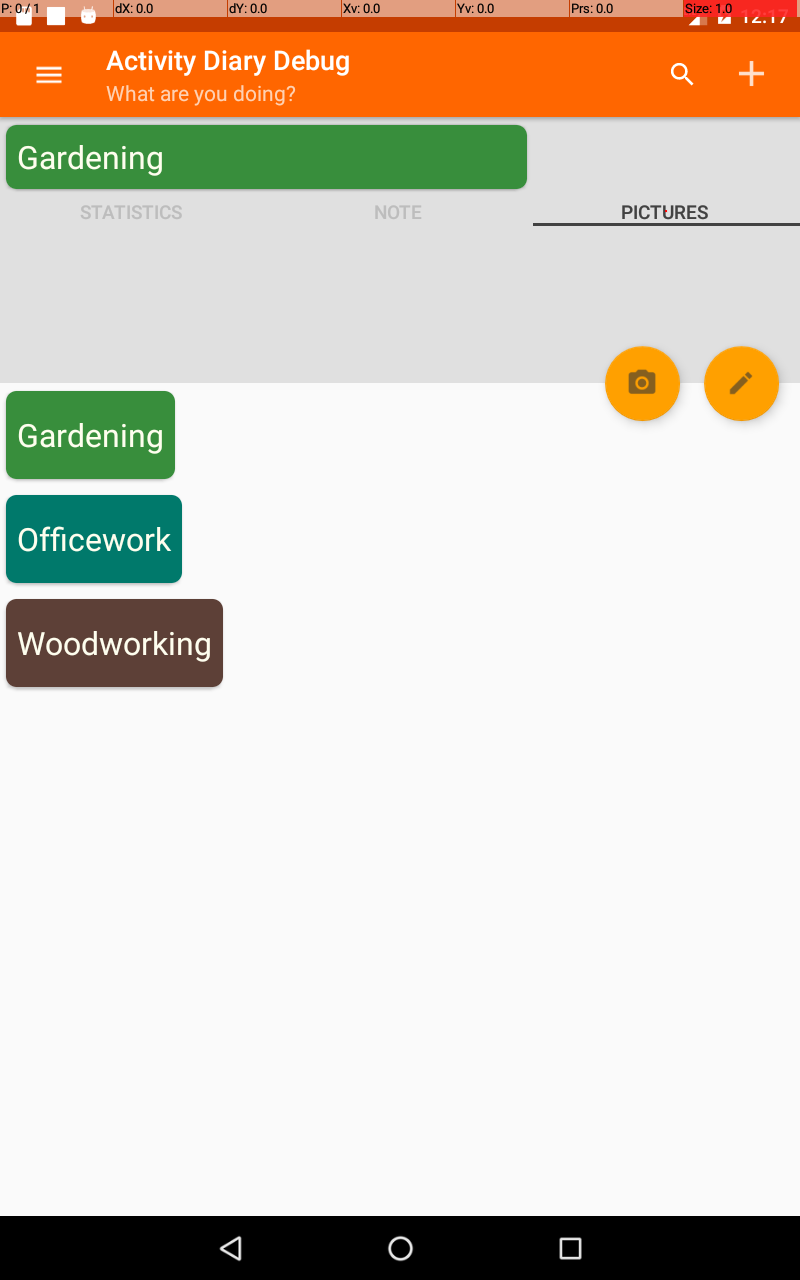 P: 0 / 1 dX: 0.0 dY: 0.0 Xv: 0.0 Yv: 0.0 Prs: 0.0 Size: 1.0
12:17
Activity Diary Debug
What are you doing?
Gardening
STATISTICS NOTE PICTURES
Gardening
Officework
Woodworking